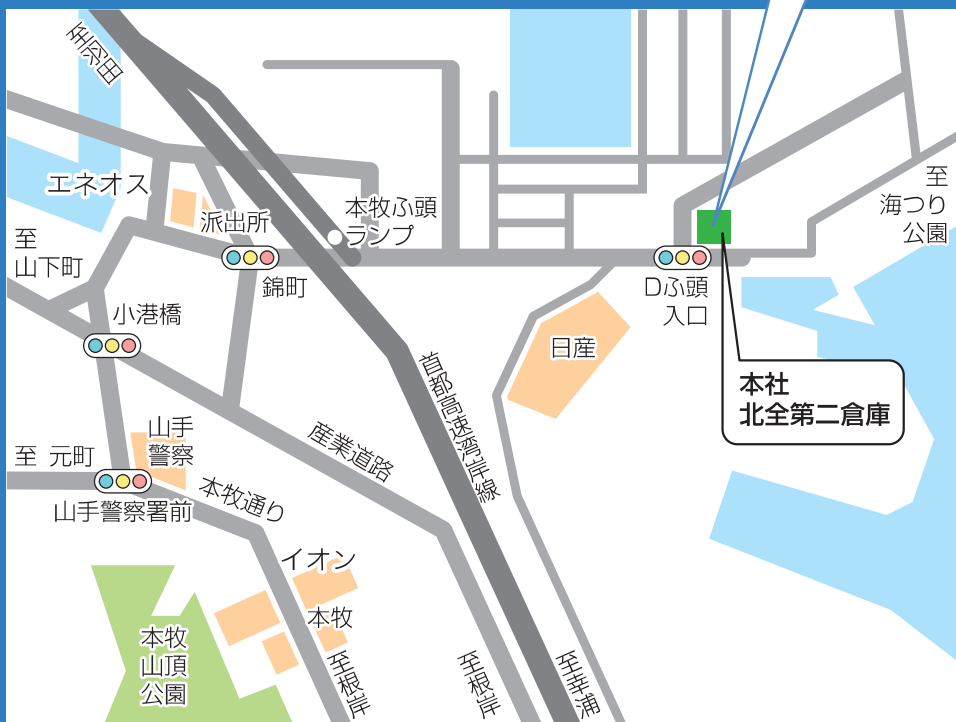 至羽田
エネオス
派出所
本牧ふ頭
ランプ
至
海つり
公園
至
山下町
錦町
Dふ頭
入口
小港橋
日産
本社
北全第二倉庫
首都高速湾岸線
山手
警察
産業道路
至 元町
本牧通り
山手警察署前
イオン
本牧
本牧
山頂
公園
至根岸
至根岸
至幸浦